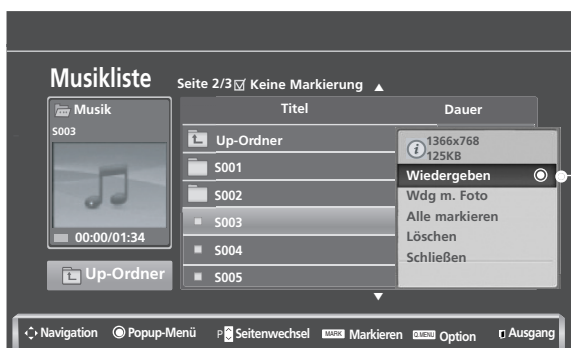 Musikliste
Seite 2/3 Keine Markierung
Musik
S003
00:00/01:34
Up-Ordner
Titel
Dauer
Up-Ordner
S001
S002
S003
S004
S005
1366x768
125KB
Wiedergeben
Wdg m. Foto
Alle markieren
Löschen
Schließen
Navigation
Popup-Menü
P Seitenwechsel
MARK Markieren
Q.MENU Option
Ausgang